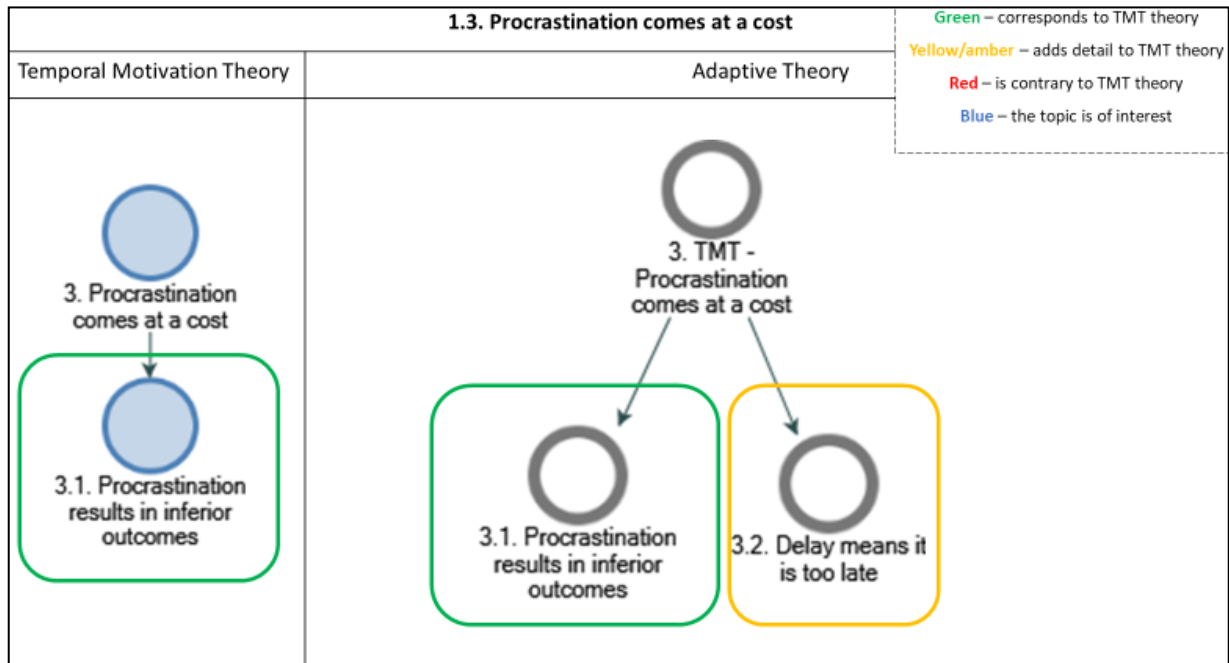 1.3. Procrastination comes at a cost
Green – corresponds to TMT theory
Yellow/amber – adds detail to TMT theory
Red – is contrary to TMT theory
Blue – the topic is of interest
Temporal Motivation Theory
Adaptive Theory
3. Procrastination
comes at a cost
3.1. Procrastination
results in inferior
outcomes
3. TMT -
Procrastination
comes at a cost
3.1. Procrastination
results in inferior
outcomes
3.2. Delay means it
is too late